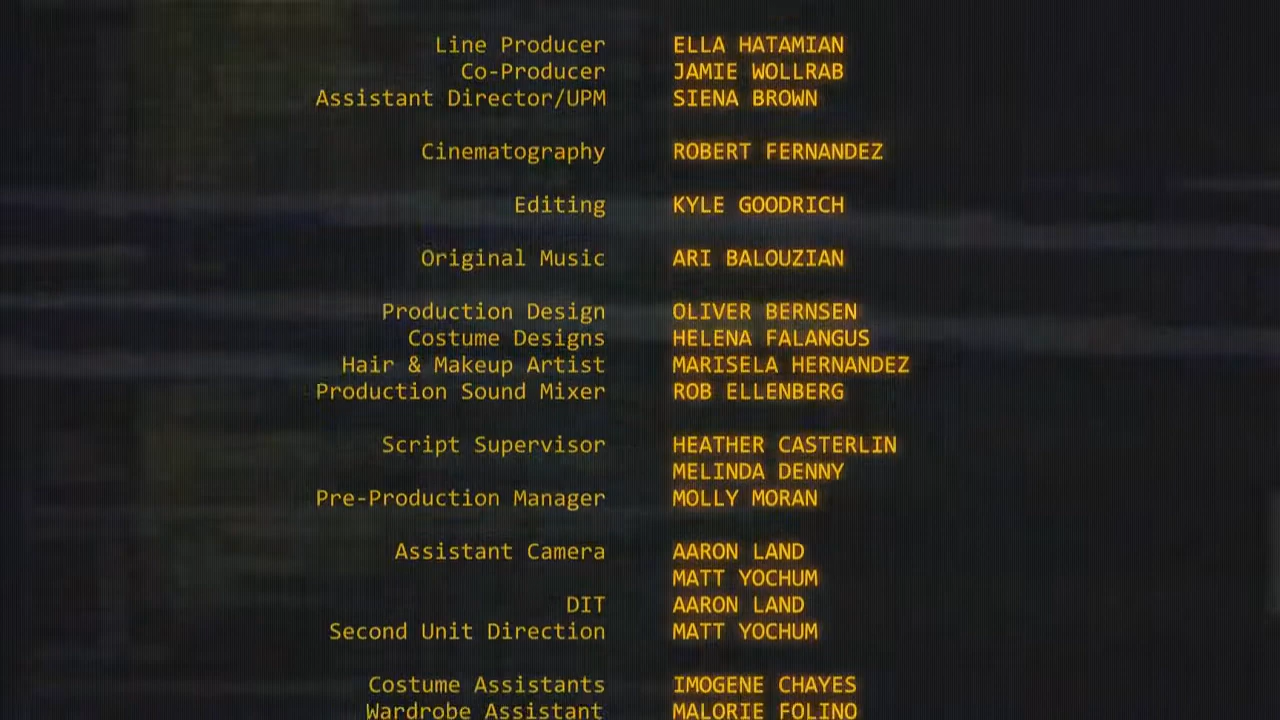 Line Producer ELLA HATAMIAN
Co-Producer JAMIE WOLLRAB
Assistant Director/UPM SIENA BROWN
Cinematography ROBERT FERNANDEZ
Editing KYLE GOODRICH
Original Music ARI BALOUZIAN
Production Design OLIVER BERNSEN
Costume Designs HELENA FALANGUS
Hair & Makeup Artist MARISELA HERNANDEZ
Production Sound Mixer ROB ELLENBERG
Script Supervisor HEATHER CASTERLIN
MELINDA DENNY
Pre-Production Manager MOLLY MORAN
Assistant Camera AARON LAND
MATT YOCHUM
DIT AARON LAND
Second Unit Direction MATT YOCHUM
Costume Assistants IMOGENE CHAYES
Wardrobe Assistant MALORIE FOLINO